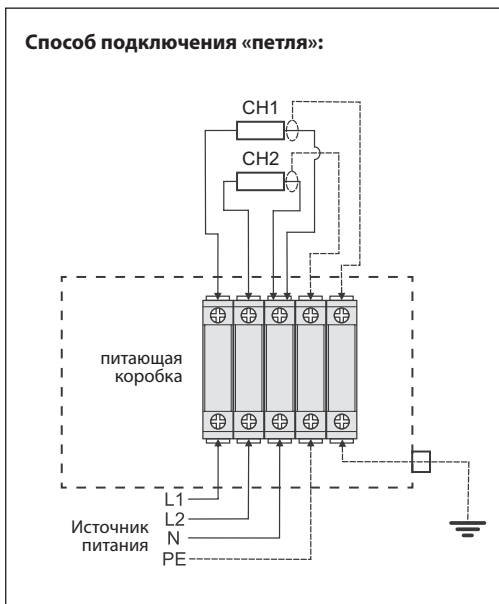 Способ подключения «петля»:
CH1
CH2
питающая
коробка
L1
L2
Источник
питания
N
PE